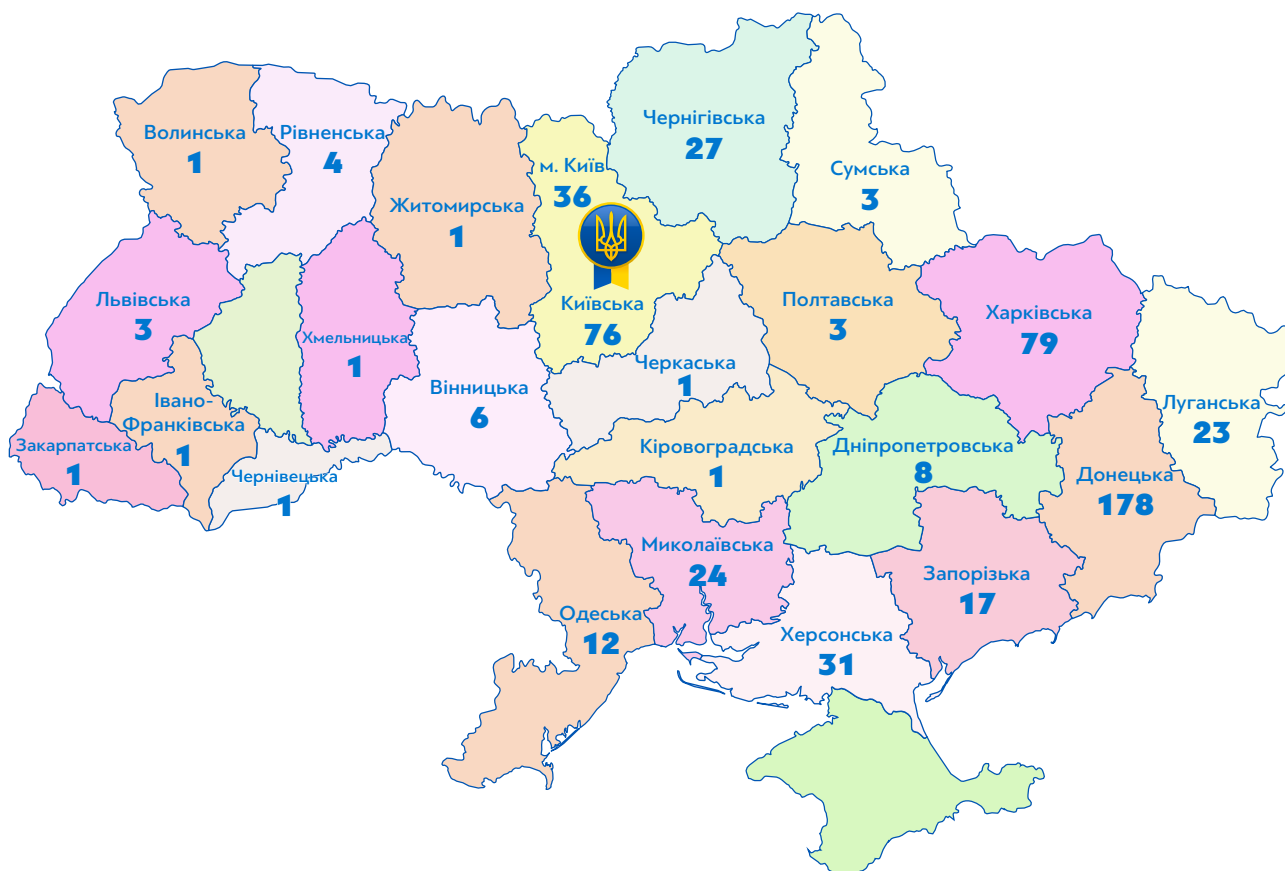 Волинська
1
Рівненська
4
Житомирська
1
м. Київ
36
Чернігівська
27
Сумська
3
Львівська
3
Хмельницька
1
Київська
76
Полтавська
3
Харківська
79
Черкаська
1
Вінницька
6
Івано-
Франківська
1
Закарпатська
1
Чернівецька
1
Кіровоградська
1
Дніпропетровська
8
Луганська
23
Донецька
178
Миколаївська
24
Запорізька
17
Одеська
12
Херсонська
31